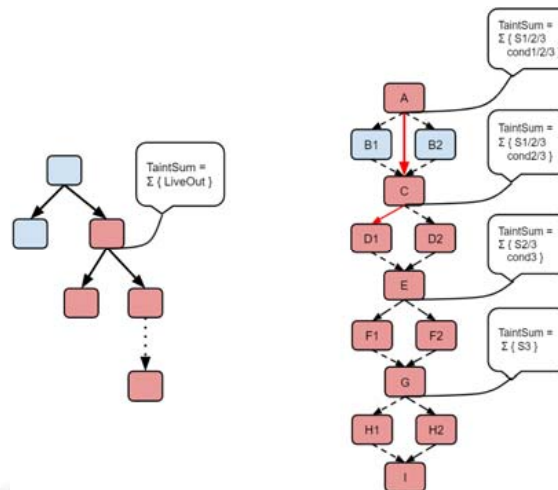 TaintSum =
Σ { LiveOut }
TaintSum =
Σ { S1/2/3
cond1/2/3 }
A
B1
B2
TaintSum =
Σ { S1/2/3
cond2/3 }
C
D1
D2
TaintSum =
Σ { S2/3
cond3 }
E
F1
F2
TaintSum =
Σ { S3 }
G
H1
H2
I